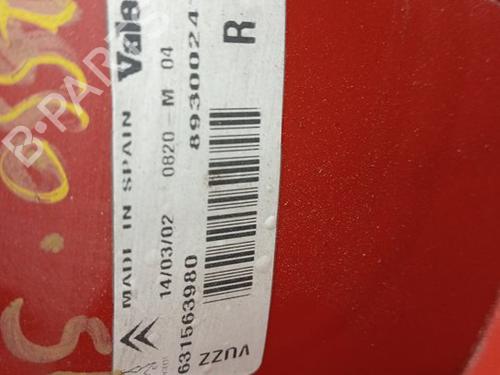 Vale
MADE IN SPAIN
14/03/02 0820-M 04
8930024
R
631563980
VUZZ
B-PARTS